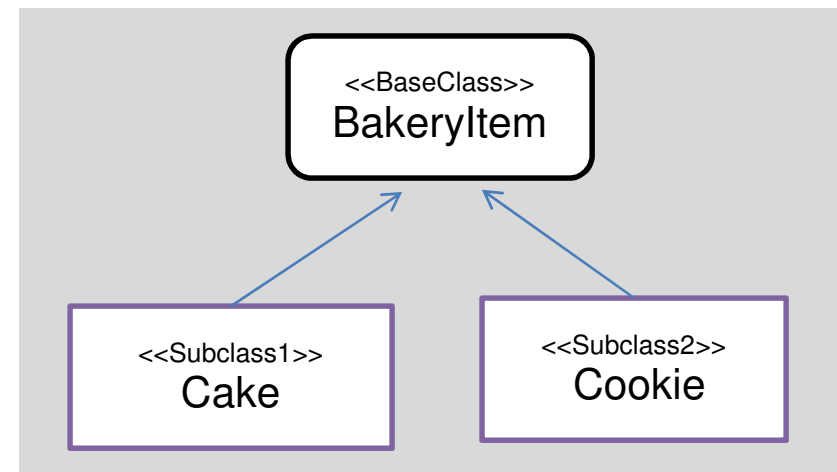 <<BaseClass>>
BakeryItem
<<Subclass1>>
Cake
<<Subclass2>>
Cookie